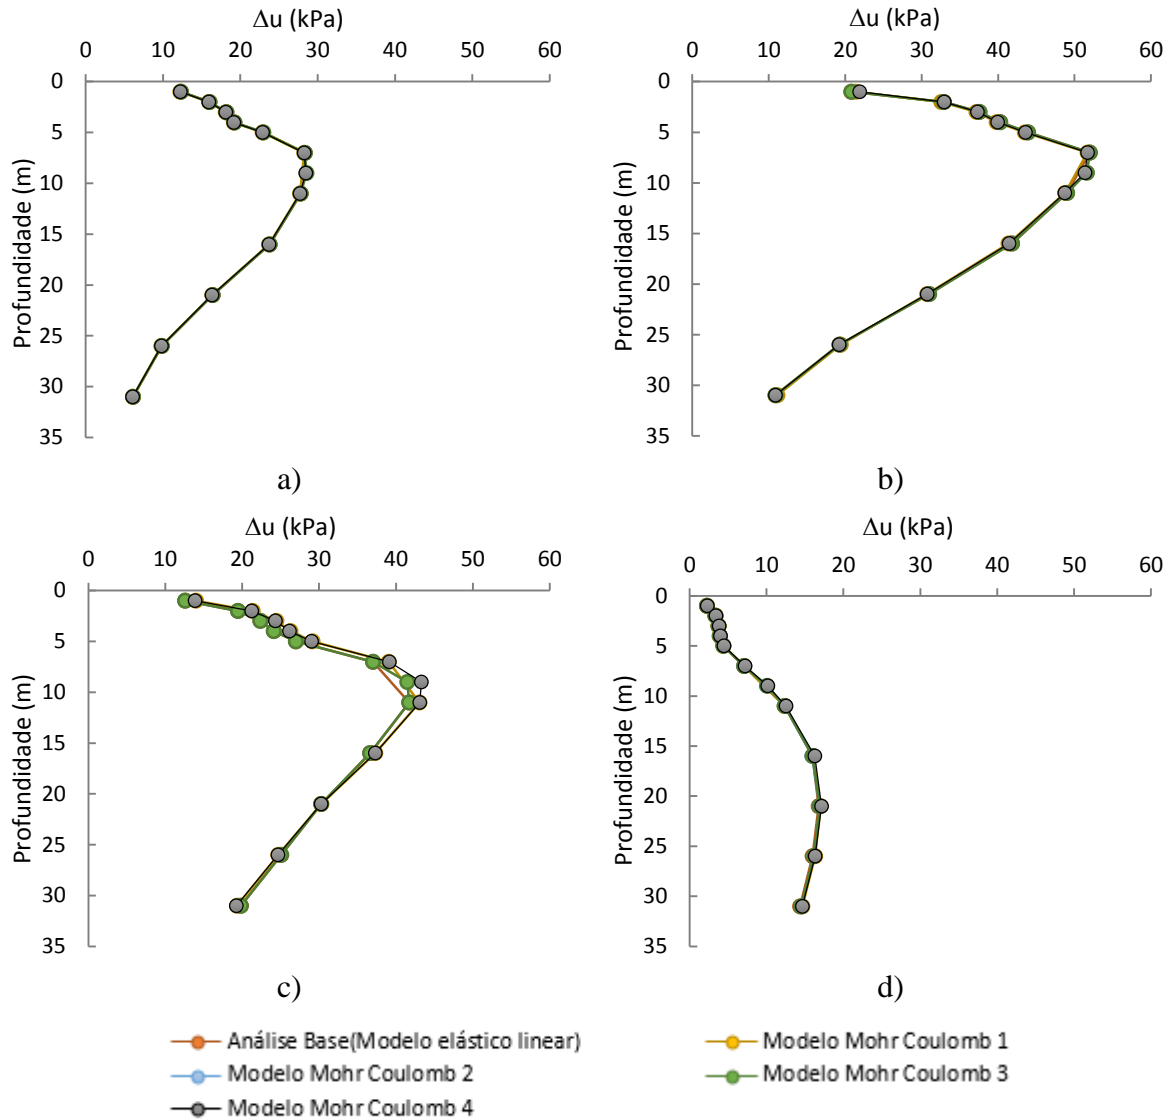 Δu (kPa)
0 10 20 30 40 50 60
0
5
10
15
20
25
30
35
Profundidade (m)
a)
Δu (kPa)
0 10 20 30 40 50 60
0
5
10
15
20
25
30
35
Profundidade (m)
b)
Δu (kPa)
0 10 20 30 40 50 60
0
5
10
15
20
25
30
35
Profundidade (m)
c)
Δu (kPa)
0 10 20 30 40 50 60
0
5
10
15
20
25
30
35
Profundidade (m)
d)
Análise Base(Modelo elástico linear)
Modelo Mohr Coulomb 1
Modelo Mohr Coulomb 2
Modelo Mohr Coulomb 3
Modelo Mohr Coulomb 4